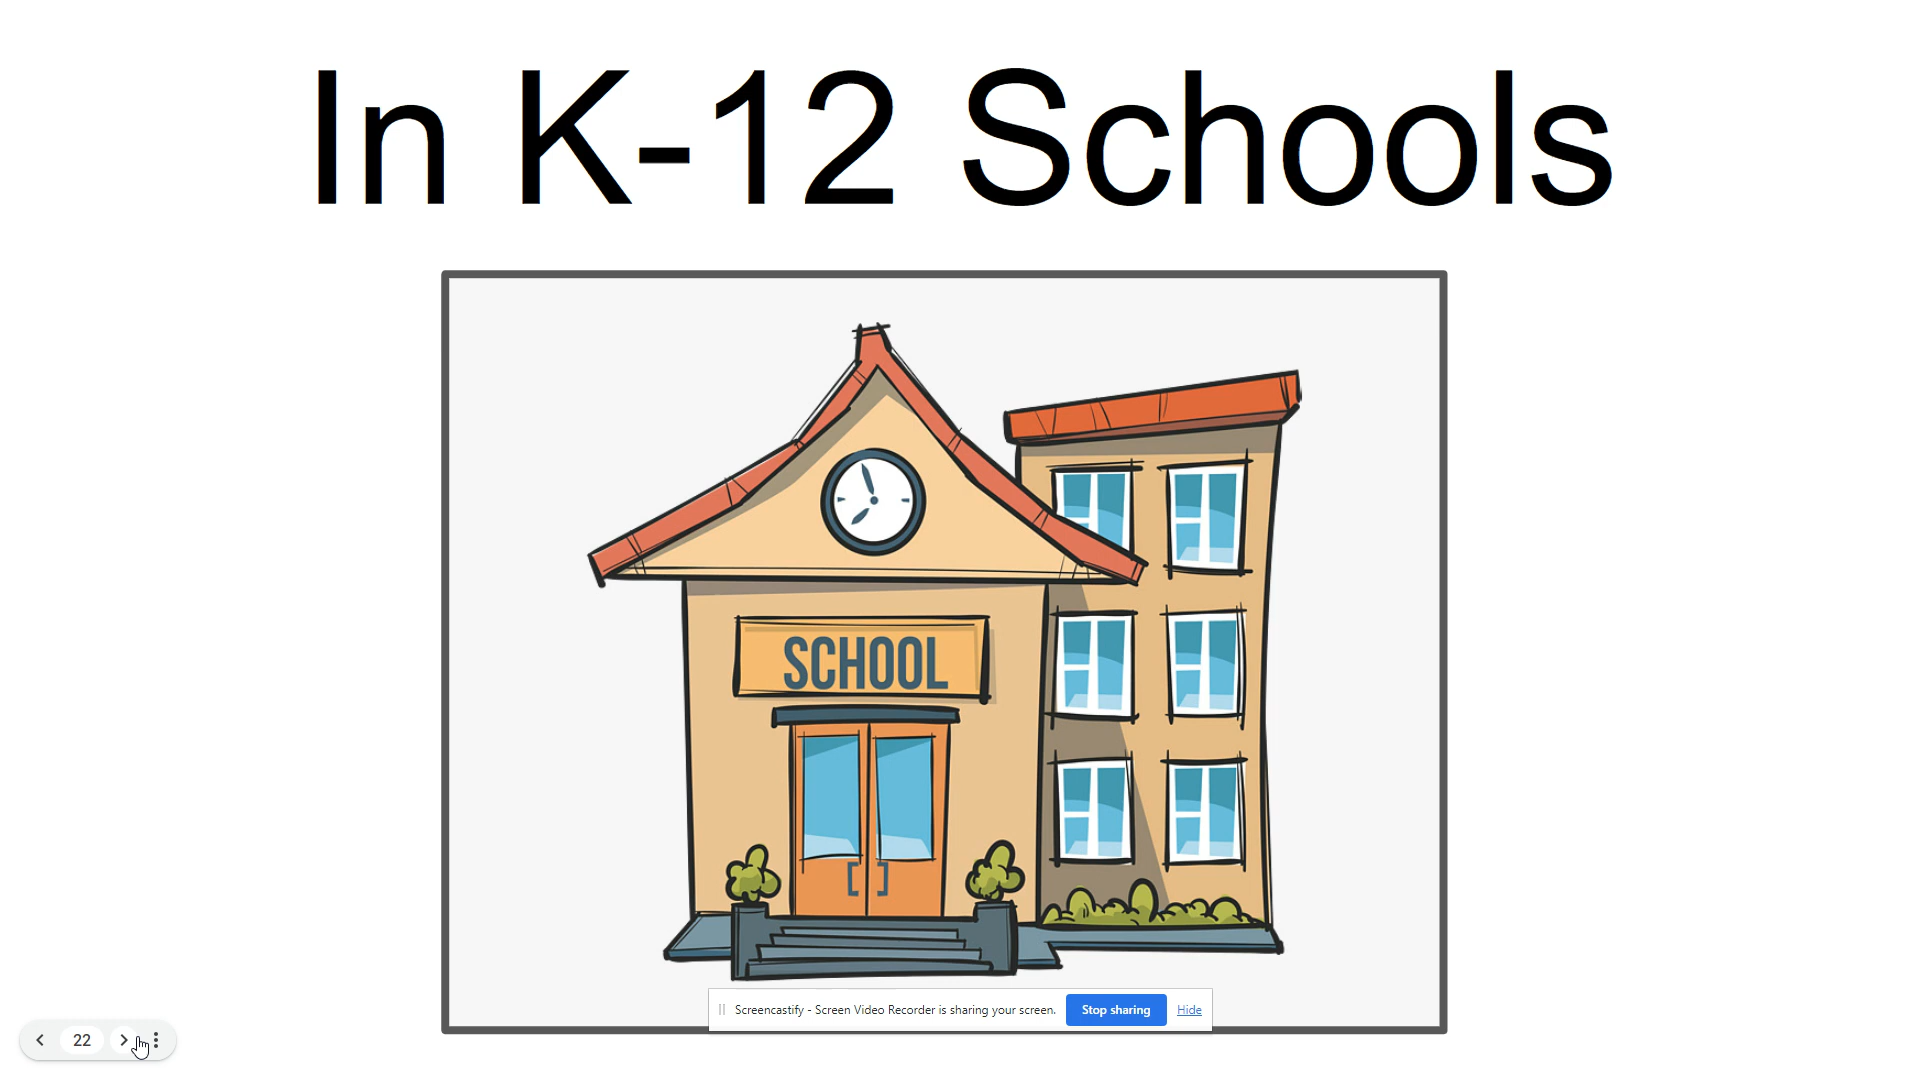 In K-12 Schools
SCHOOL
Screencastify - Screen Video Recorder is sharing your screen. Stop sharing Hide
22